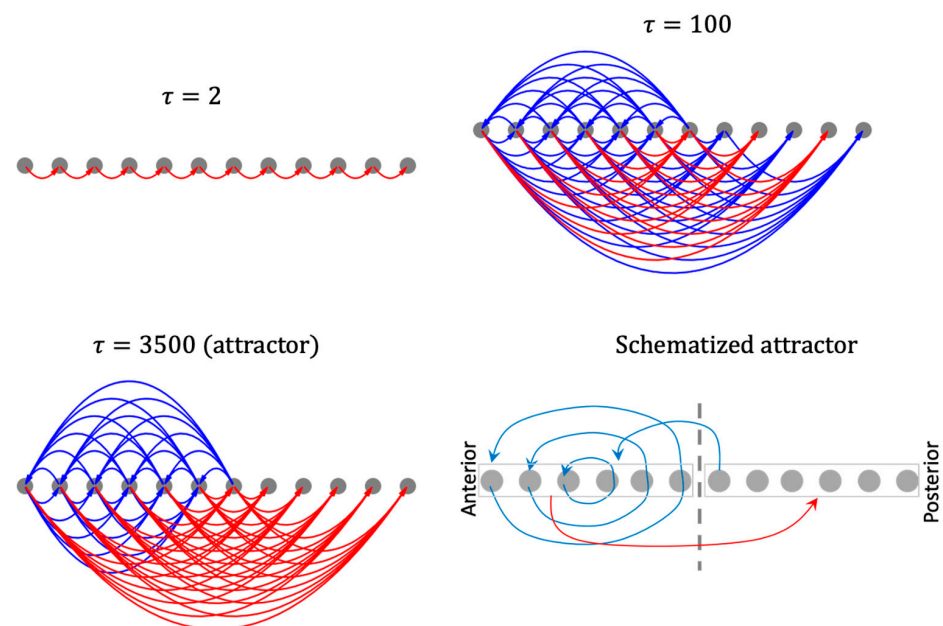 τ = 100
τ = 2
τ = 3500 (attractor)
Schematized attractor
Anterior
Posterior